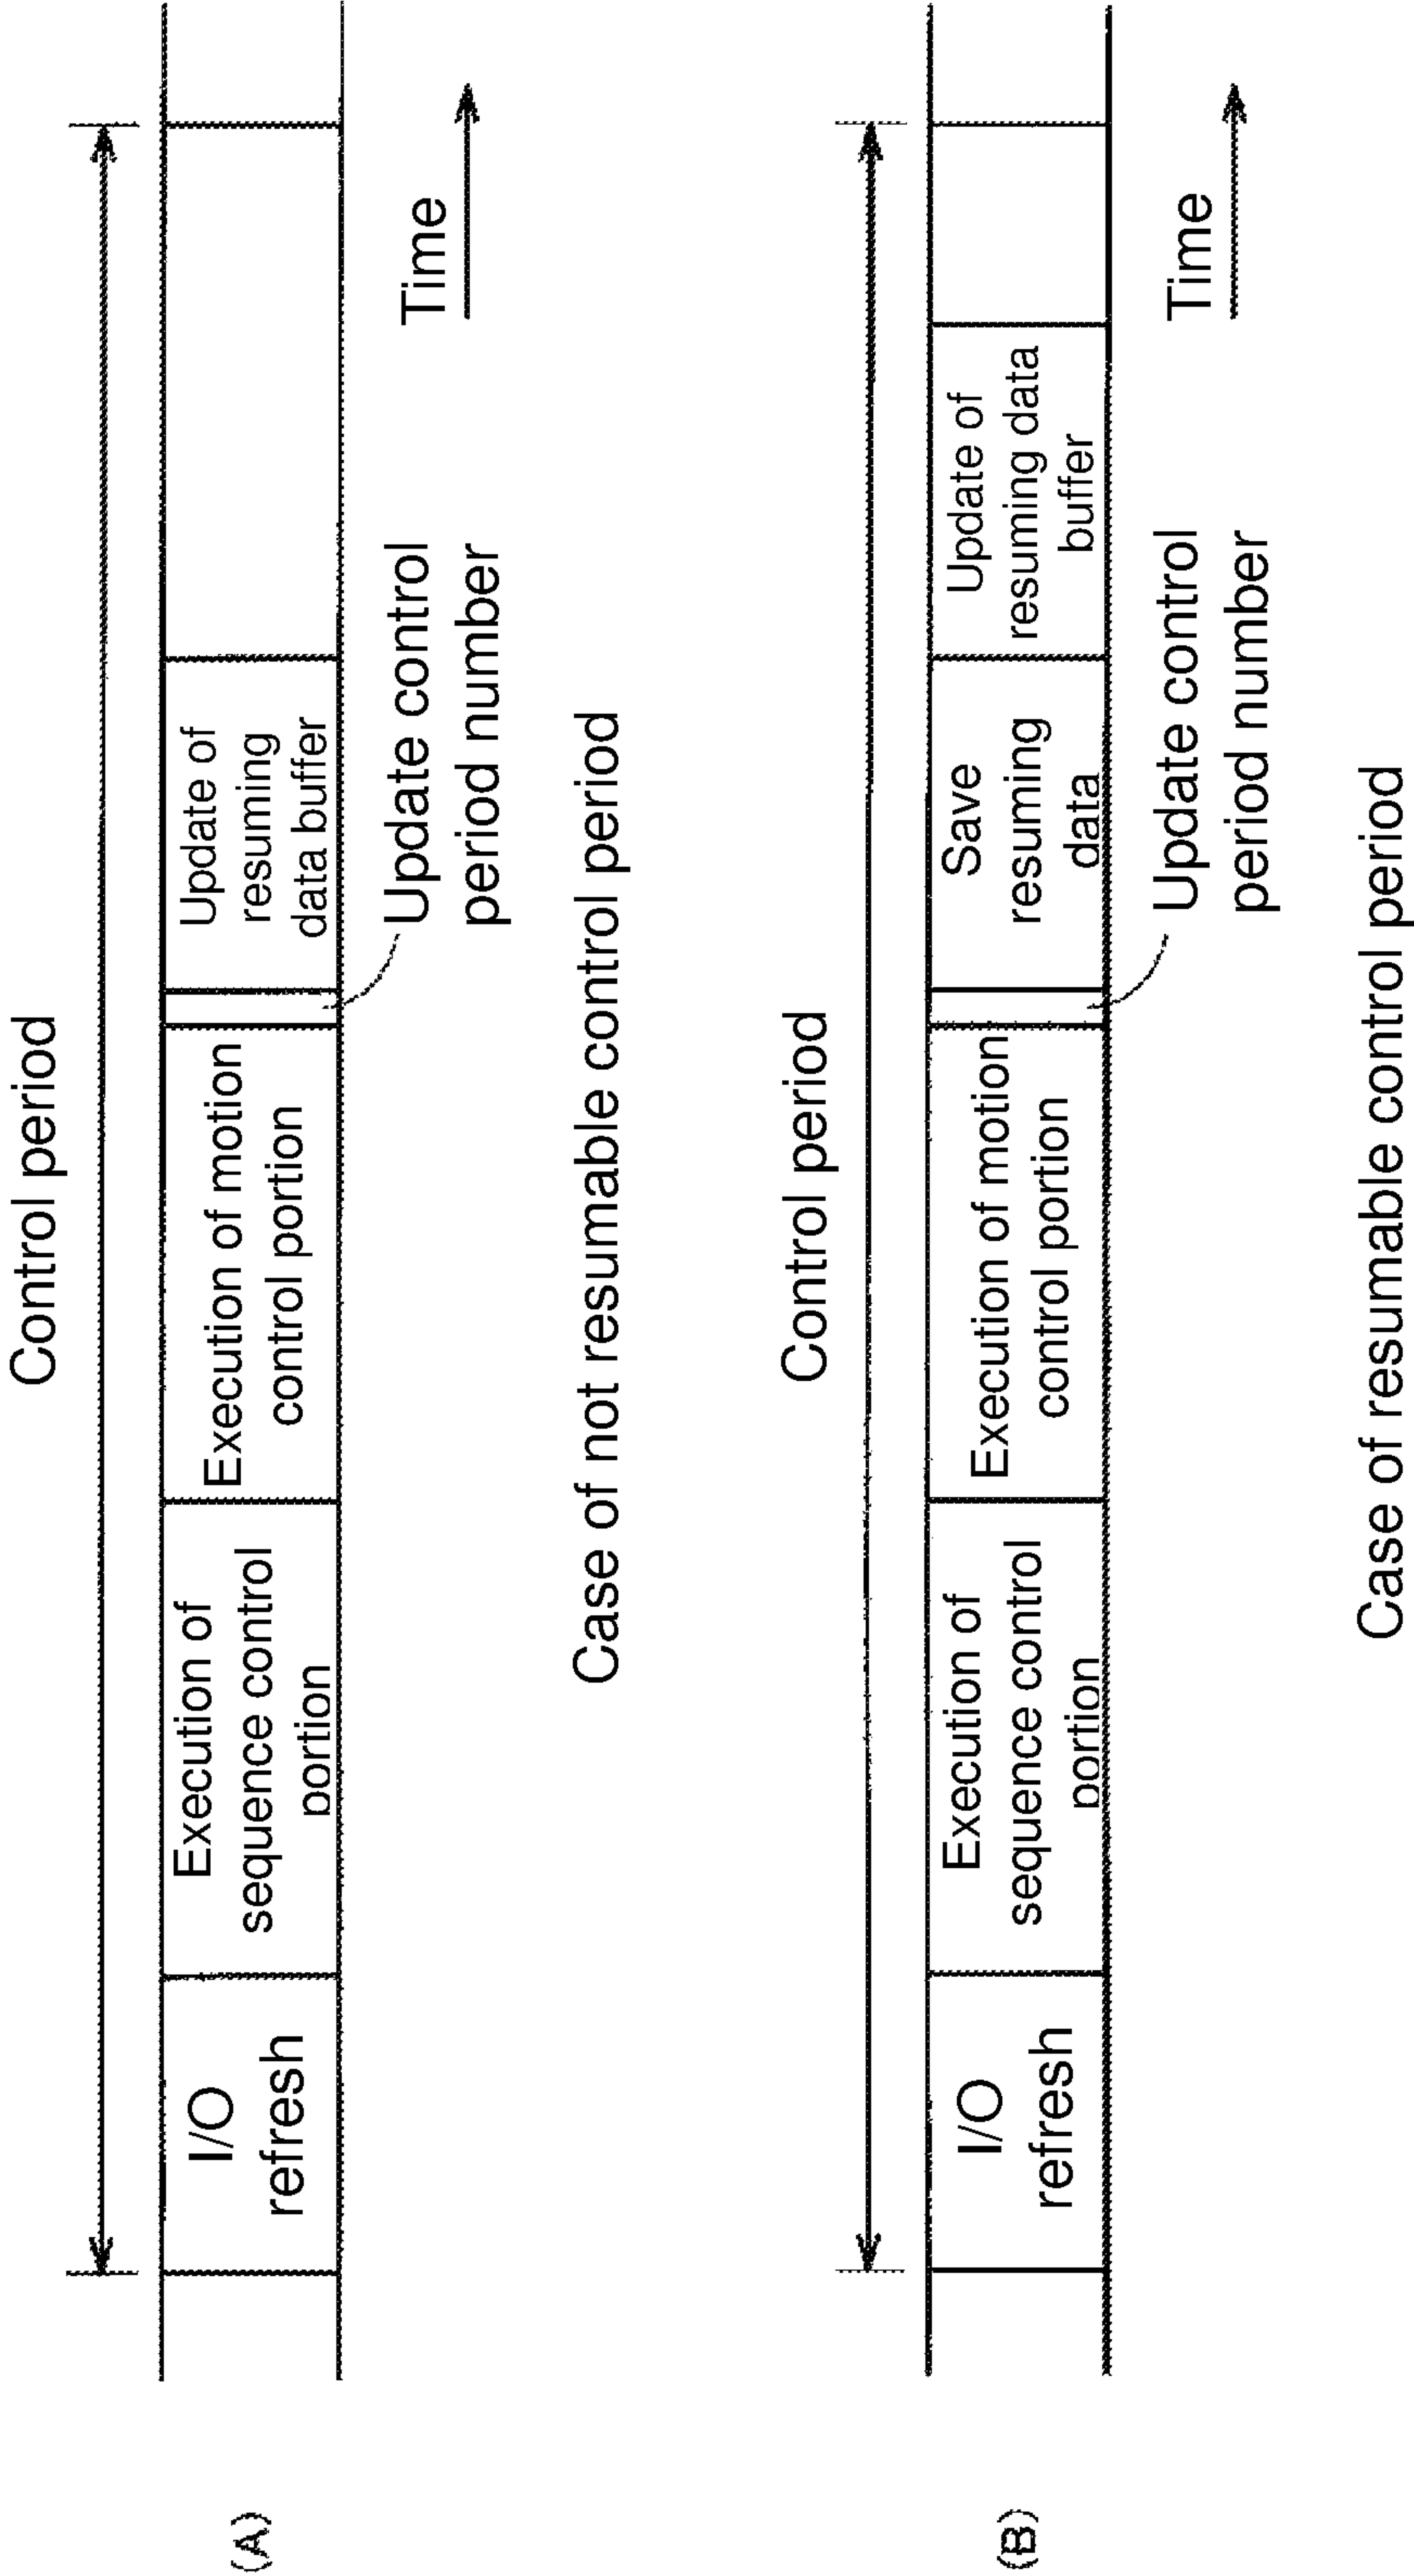 (A)
Control period
I/O
refresh
Execution of
sequence control
portion
Execution of motion
control portion
Update of
resuming
data buffer
Update control
period number
Time
Case of not resumable control period
(B)
Control period
I/O
refresh
Execution of
sequence control
portion
Execution of motion
control portion
Save
resuming
data
Update of
resuming data
buffer
Update control
period number
Time
Case of resumable control period